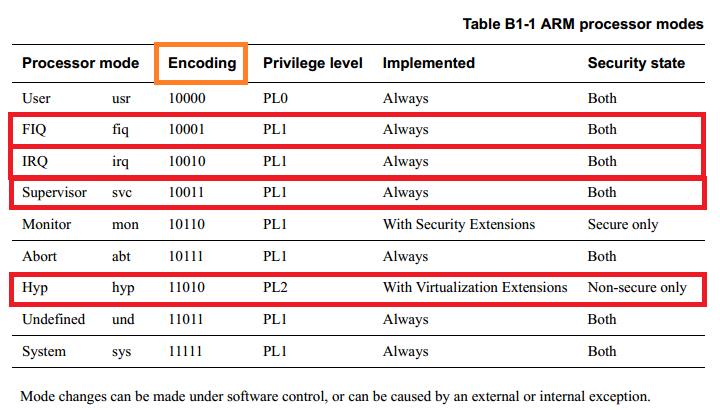 Table B1-1 ARM processor modes
Processor mode Encoding Privilege level Implemented Security state
User usr 10000 PL0 Always Both
FIQ fiq 10001 PL1 Always Both
IRQ irq 10010 PL1 Always Both
Supervisor svc 10011 PL1 Always Both
Monitor mon 10110 PL1 With Security Extensions Secure only
Abort abt 10111 PL1 Always Both
Hyp hyp 11010 PL2 With Virtualization Extensions Non-secure only
Undefined und 11011 PL1 Always Both
System sys 11111 PL1 Always Both
Mode changes can be made under software control, or can be caused by an external or internal exception.